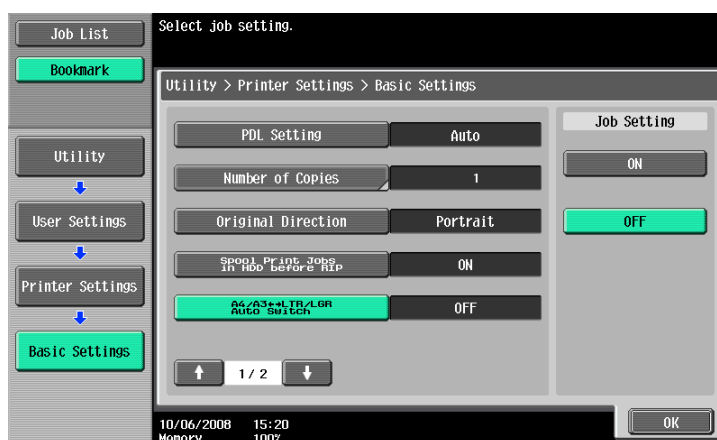 Job List
Bookmark
Utility
User Settings
Printer Settings
Basic Settings
Select job setting.
Utility > Printer Settings > Basic Settings
PDL Setting
Auto
Number of Copies
1
Original Direction
Portrait
Spool Print Jobs
in HDD before RIP
ON
A4/A3↔LTR/LGR
Auto Switch
OFF
1/ 2
Job Setting
ON
OFF
10/06/2008 15:20
Memory 100%
OK